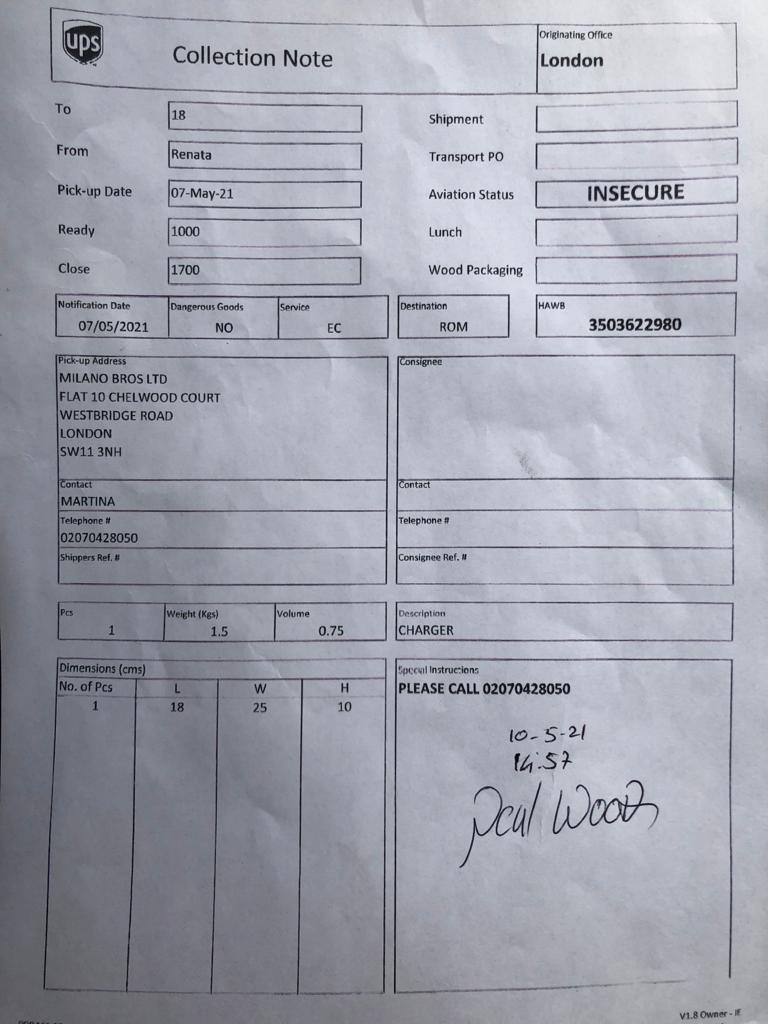 ups
Collection Note
Originating Office
London
To
18
Shipment
From
Renata
Transport PO
Pick-up Date
07-May-21
Aviation Status
INSECURE
Ready
1000
Lunch
Close
1700
Wood Packaging
Notification Date
07/05/2021
Dangerous Goods
NO
Service
EC
Destination
ROM
HAWB
3503622980
Pick-up Address
MILANO BROS LTD
FLAT 10 CHELWOOD COURT
WESTBRIDGE ROAD
LONDON
SW11 3NH
Contact
MARTINA
Telephone #
02070428050
Shippers Ref. #
Consignee
Contact
Telephone #
Consignee Ref. #
Pcs
1
Weight (Kgs)
1.5
Volume
0.75
Description
CHARGER
Dimensions (cms)
No. of Pcs L W H
1 18 25 10
Special Instructions
PLEASE CALL 02070428050
10-5-21
14:57
V1.8 Owner - IE